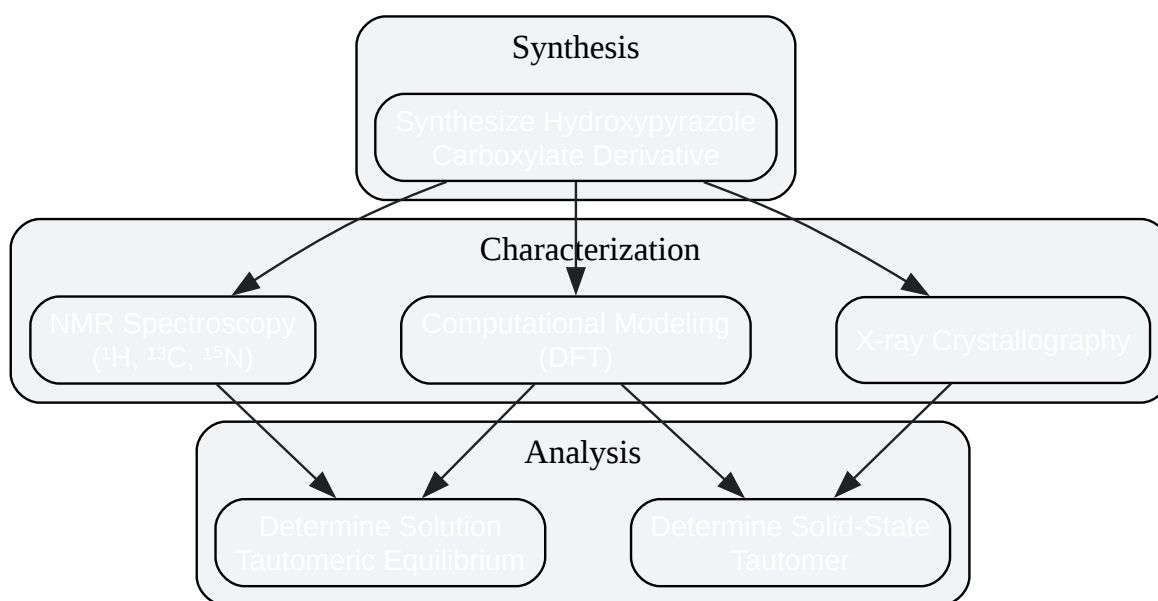 Synthesis
Synthesize Hydroxypyrazole
Carboxylate Derivative
Characterization
NMR Spectroscopy
(¹H, ¹³C, ¹⁵N)
Computational Modeling
(DFT)
X-ray Crystallography
Analysis
Determine Solution
Tautomeric Equilibrium
Determine Solid-State
Tautomer